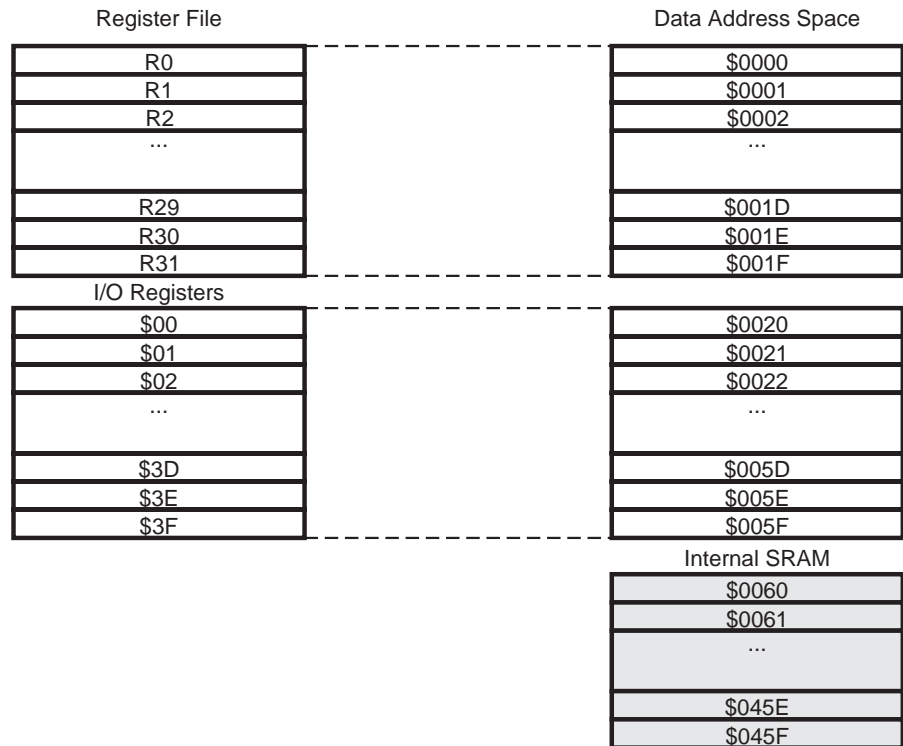 Register File
Data Address Space
R0
$0000
R1
$0001
R2
$0002
...
...
R29
$001D
R30
$001E
R31
$001F
I/O Registers
$00
$0020
$01
$0021
$02
$0022
...
...
$3D
$005D
$3E
$005E
$3F
$005F
Internal SRAM
$0060
$0061
...
$045E
$045F